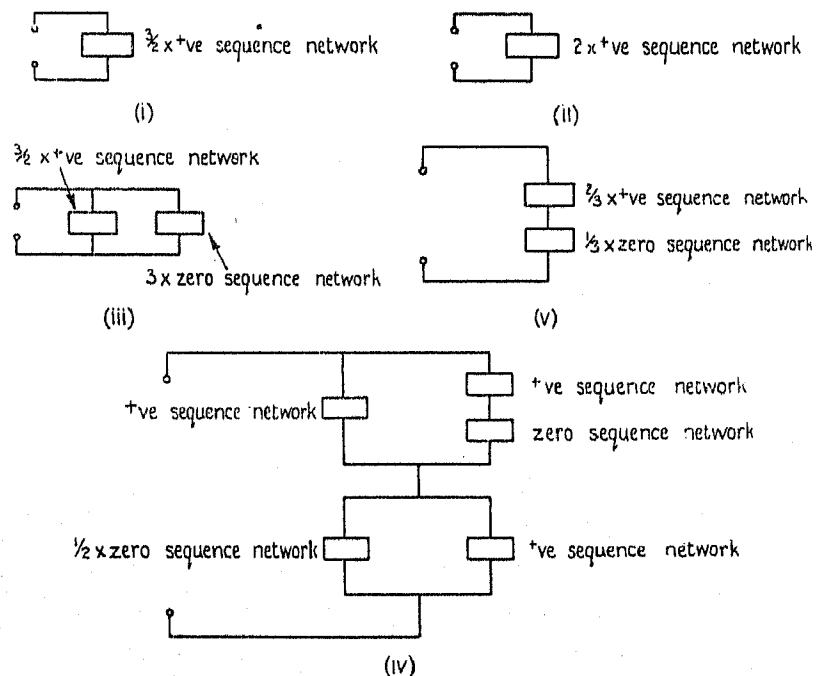 3/2 x +ve sequence network
(i)
2 x +ve sequence network
(ii)
3/2 x +ve sequence network
3 x zero sequence network
(iii)
2/3 x +ve sequence network
1/3 x zero sequence network
(v)
+ve sequence network
+ve sequence network
zero sequence network
1/2 x zero sequence network
+ve sequence network
(iv)